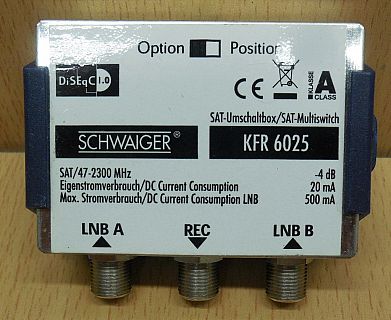 Option Position
DiSEqC 1.0
CE KLASSE A CLASS
SAT-Umschaltbox/SAT-Multiswitch
SCHWAIGER® KFR 6025
SAT/47-2300 MHz -4 dB
Eigenstromverbrauch/DC Current Consumption 20 mA
Max. Stromverbrauch/DC Current Consumption LNB 500 mA
LNB A REC LNB B